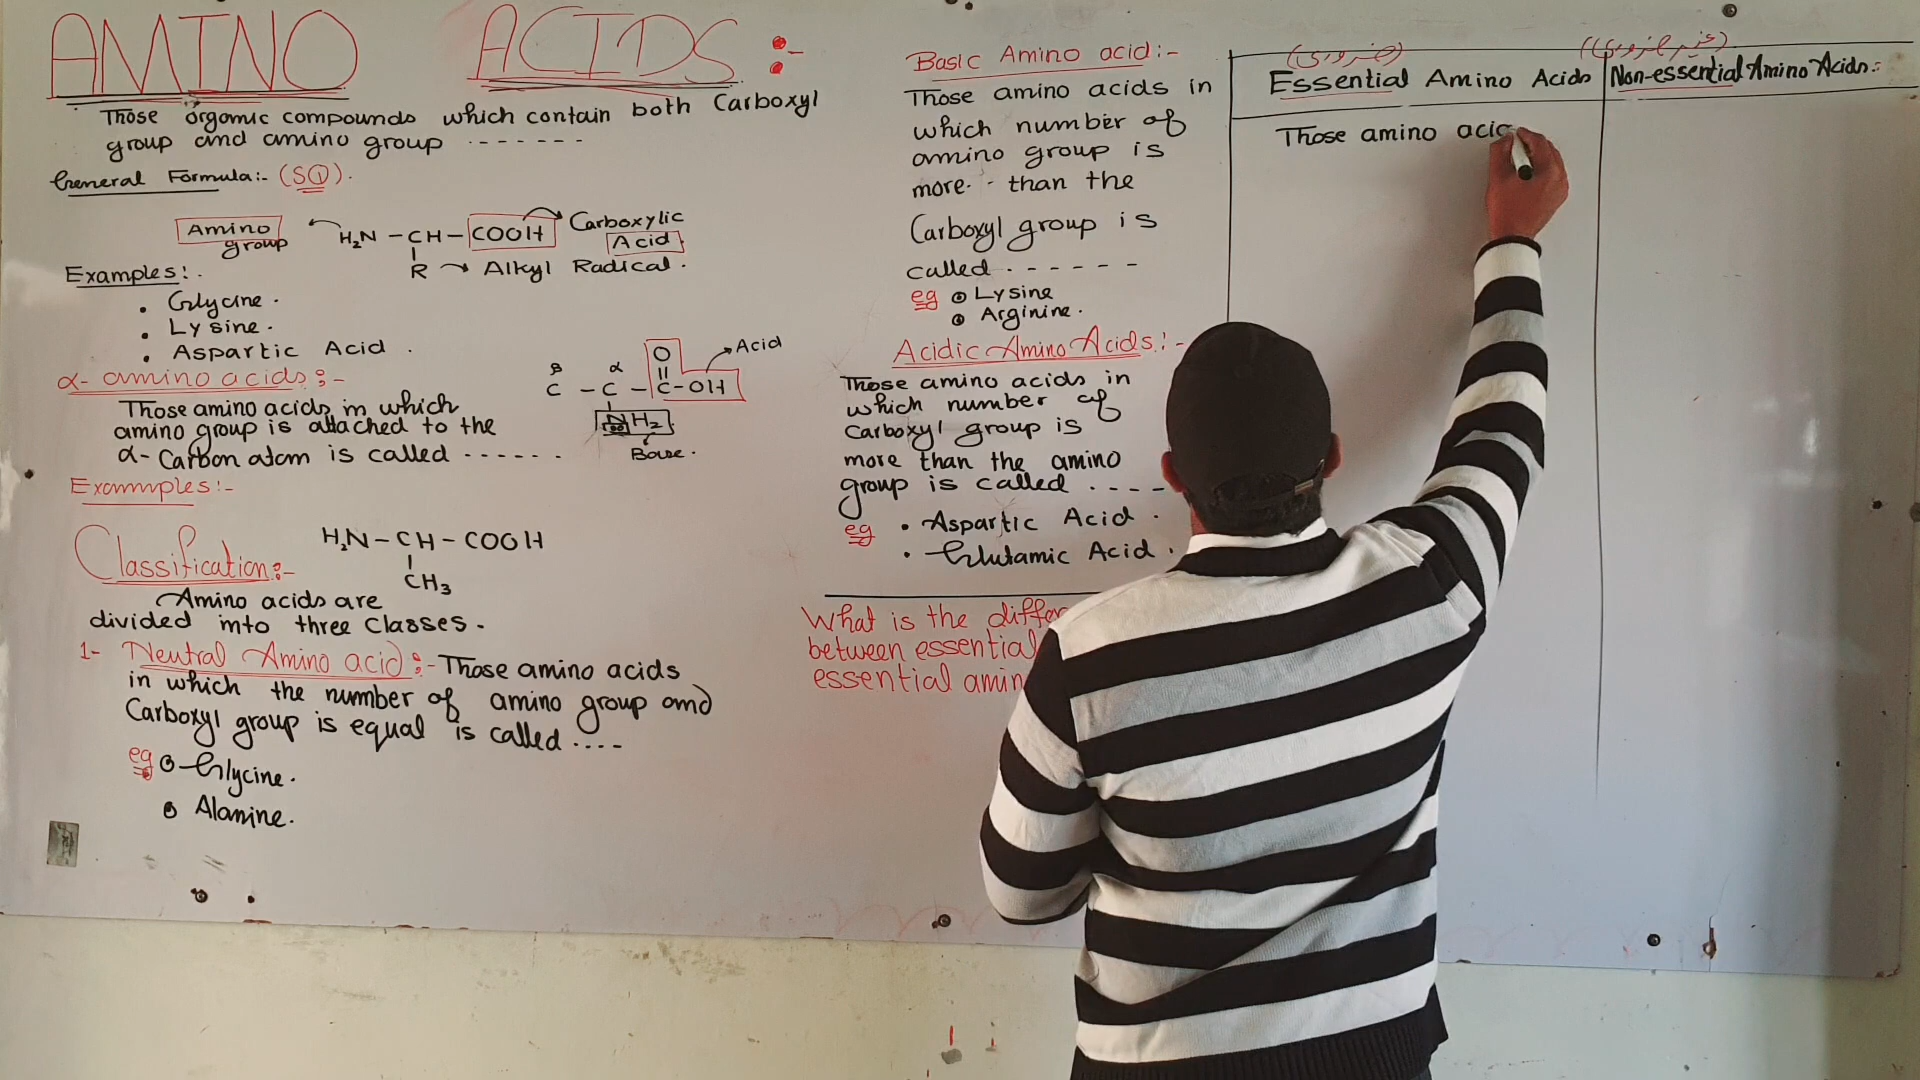 AMINO ACIDS:-
Those orgamic compounds which contain both Carboxyl
group and amino group -------
General Formula:- (SQ).
Amino
group
H₂N - CH - COOH
Carboxylic
Acid
R → Alkyl Radical.
Examples:-
• Glycine.
• Lysine.
• Aspartic Acid.
α- amino acids:-
Those amino acids in which
amino group is attached to the
α- Carbon atom is called ------
β
C - α
C - C - OH
O
Acid
NH₂
Base.
Exammples:-
H₂N - CH - COOH
CH₃
Classification:-
Amino acids are
divided into three Classes.
1- Neutral Amino acid:- Those amino acids
in which the number of amino group and
Carboxyl group is equal is called ....
eg Glycine.
Alanine.
Basic Amino acid:-
Those amino acids in
which number of
amino group is
more than the
Carboxyl group is
called ------
eg Lysine
Arginine.
Acidic Amino Acids:-
Those amino acids in
which number of
Carboxyl group is
more than the amino
group is called ----
eg • Aspartic Acid.
• Glutamic Acid.
What is the diffe
between essential
essential amin
(ضروری)
Essential Amino Acids
Those amino acid
(غیر ضروری)
Non-essential Amino Acids: